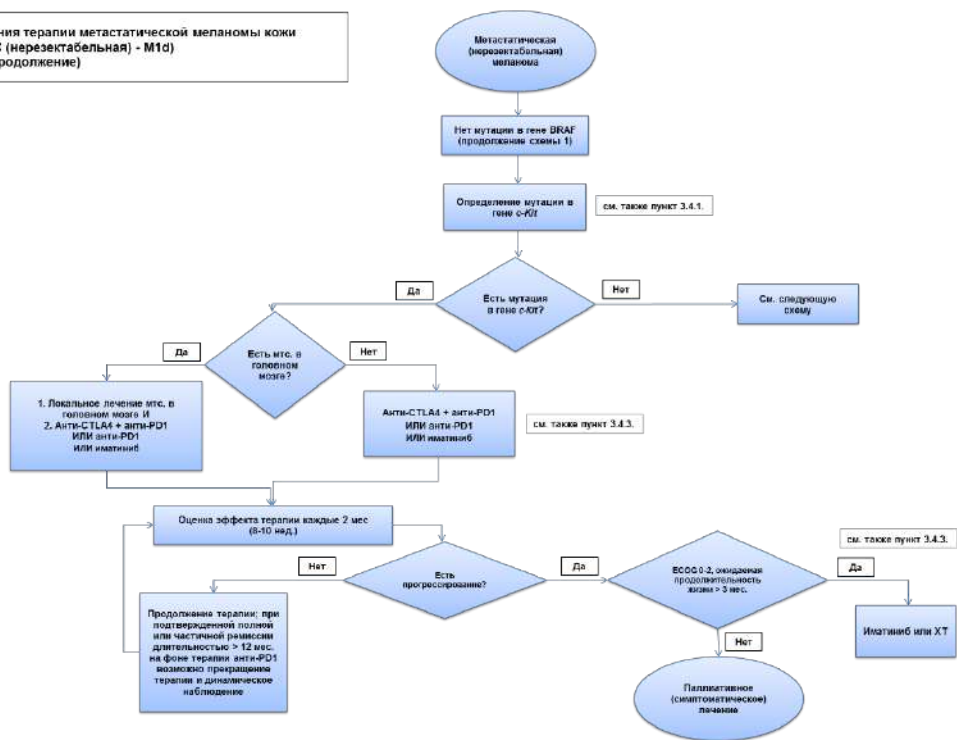 ния терапии метастатической меланомы кожи
(нерезектабельная) - M1d)
родолжение)
Метастатическая
(нерезектабельная)
меланома
Нет мутации в гене BRAF
(продолжение схемы 1)
Определение мутации в
гене c-Kit
см. также пункт 3.4.1.
Есть мутация
в гене c-Kit?
Да
Нет
См. следующую
схему
Есть мтс. в
головном
мозге?
Да
Нет
1. Локальное лечение мтс. в
головном мозге И
2. Анти-CTLA4 + анти-PD1
ИЛИ анти-PD1
ИЛИ иматиниб
Анти-CTLA4 + анти-PD1
ИЛИ анти-PD1
ИЛИ иматиниб
см. также пункт 3.4.3.
Оценка эффекта терапии каждые 2 мес
(8-10 нед.)
Есть
прогрессирование?
Нет
Да
Продолжение терапии; при
подтвержденной полной
или частичной ремиссии
длительностью > 12 мес.
на фоне терапии анти-PD1
возможно прекращение
терапии и динамическое
наблюдение
ECOG 0-2, ожидаемая
продолжительность
жизни > 3 мес.
см. также пункт 3.4.3.
Да
Иматиниб или ХТ
Нет
Паллиативное
(симптоматическое)
лечение